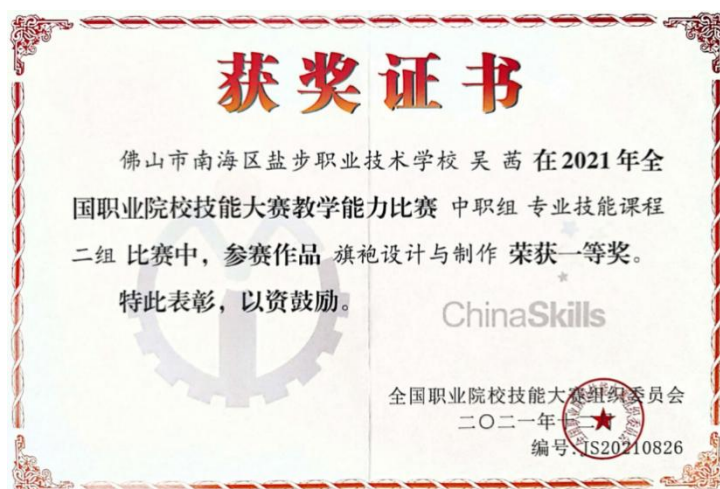 获奖证书
佛山市南海区盐步职业技术学校 吴 茜 在2021年全
国职业院校技能大赛教学能力比赛 中职组 专业技能课程
二组 比赛中，参赛作品 旗袍设计与制作 荣获一等奖。
特此表彰，以资鼓励。
ChinaSkills
全国职业院校技能大赛组织委员会
二〇二一年十二月
编号:JS20210826